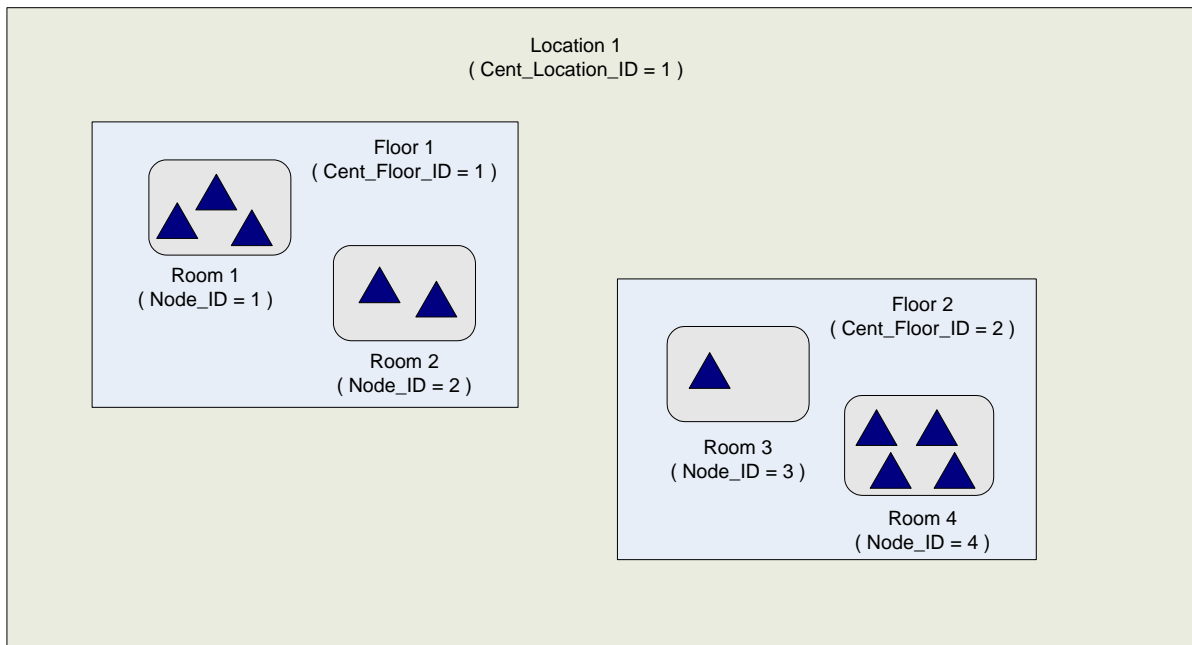 Location 1
( Cent_Location_ID = 1 )
Floor 1
( Cent_Floor_ID = 1 )
Room 1
( Node_ID = 1 )
Room 2
( Node_ID = 2 )
Floor 2
( Cent_Floor_ID = 2 )
Room 3
( Node_ID = 3 )
Room 4
( Node_ID = 4 )